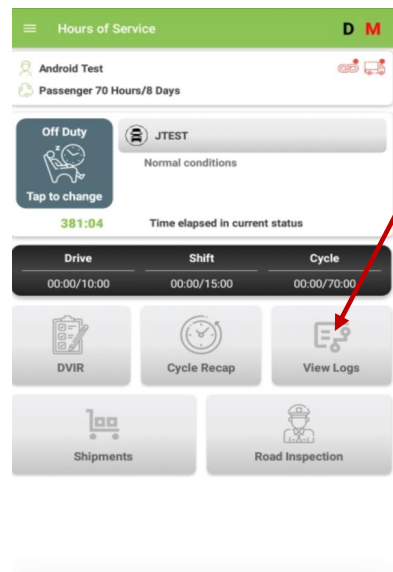 Hours of Service
D M
Android Test
Passenger 70 Hours/8 Days
Off Duty
Tap to change
JTEST
Normal conditions
381:04
Time elapsed in current status
Drive
Shift
Cycle
00:00/10:00
00:00/15:00
00:00/70:00
DVIR
Cycle Recap
View Logs
Shipments
Road Inspection